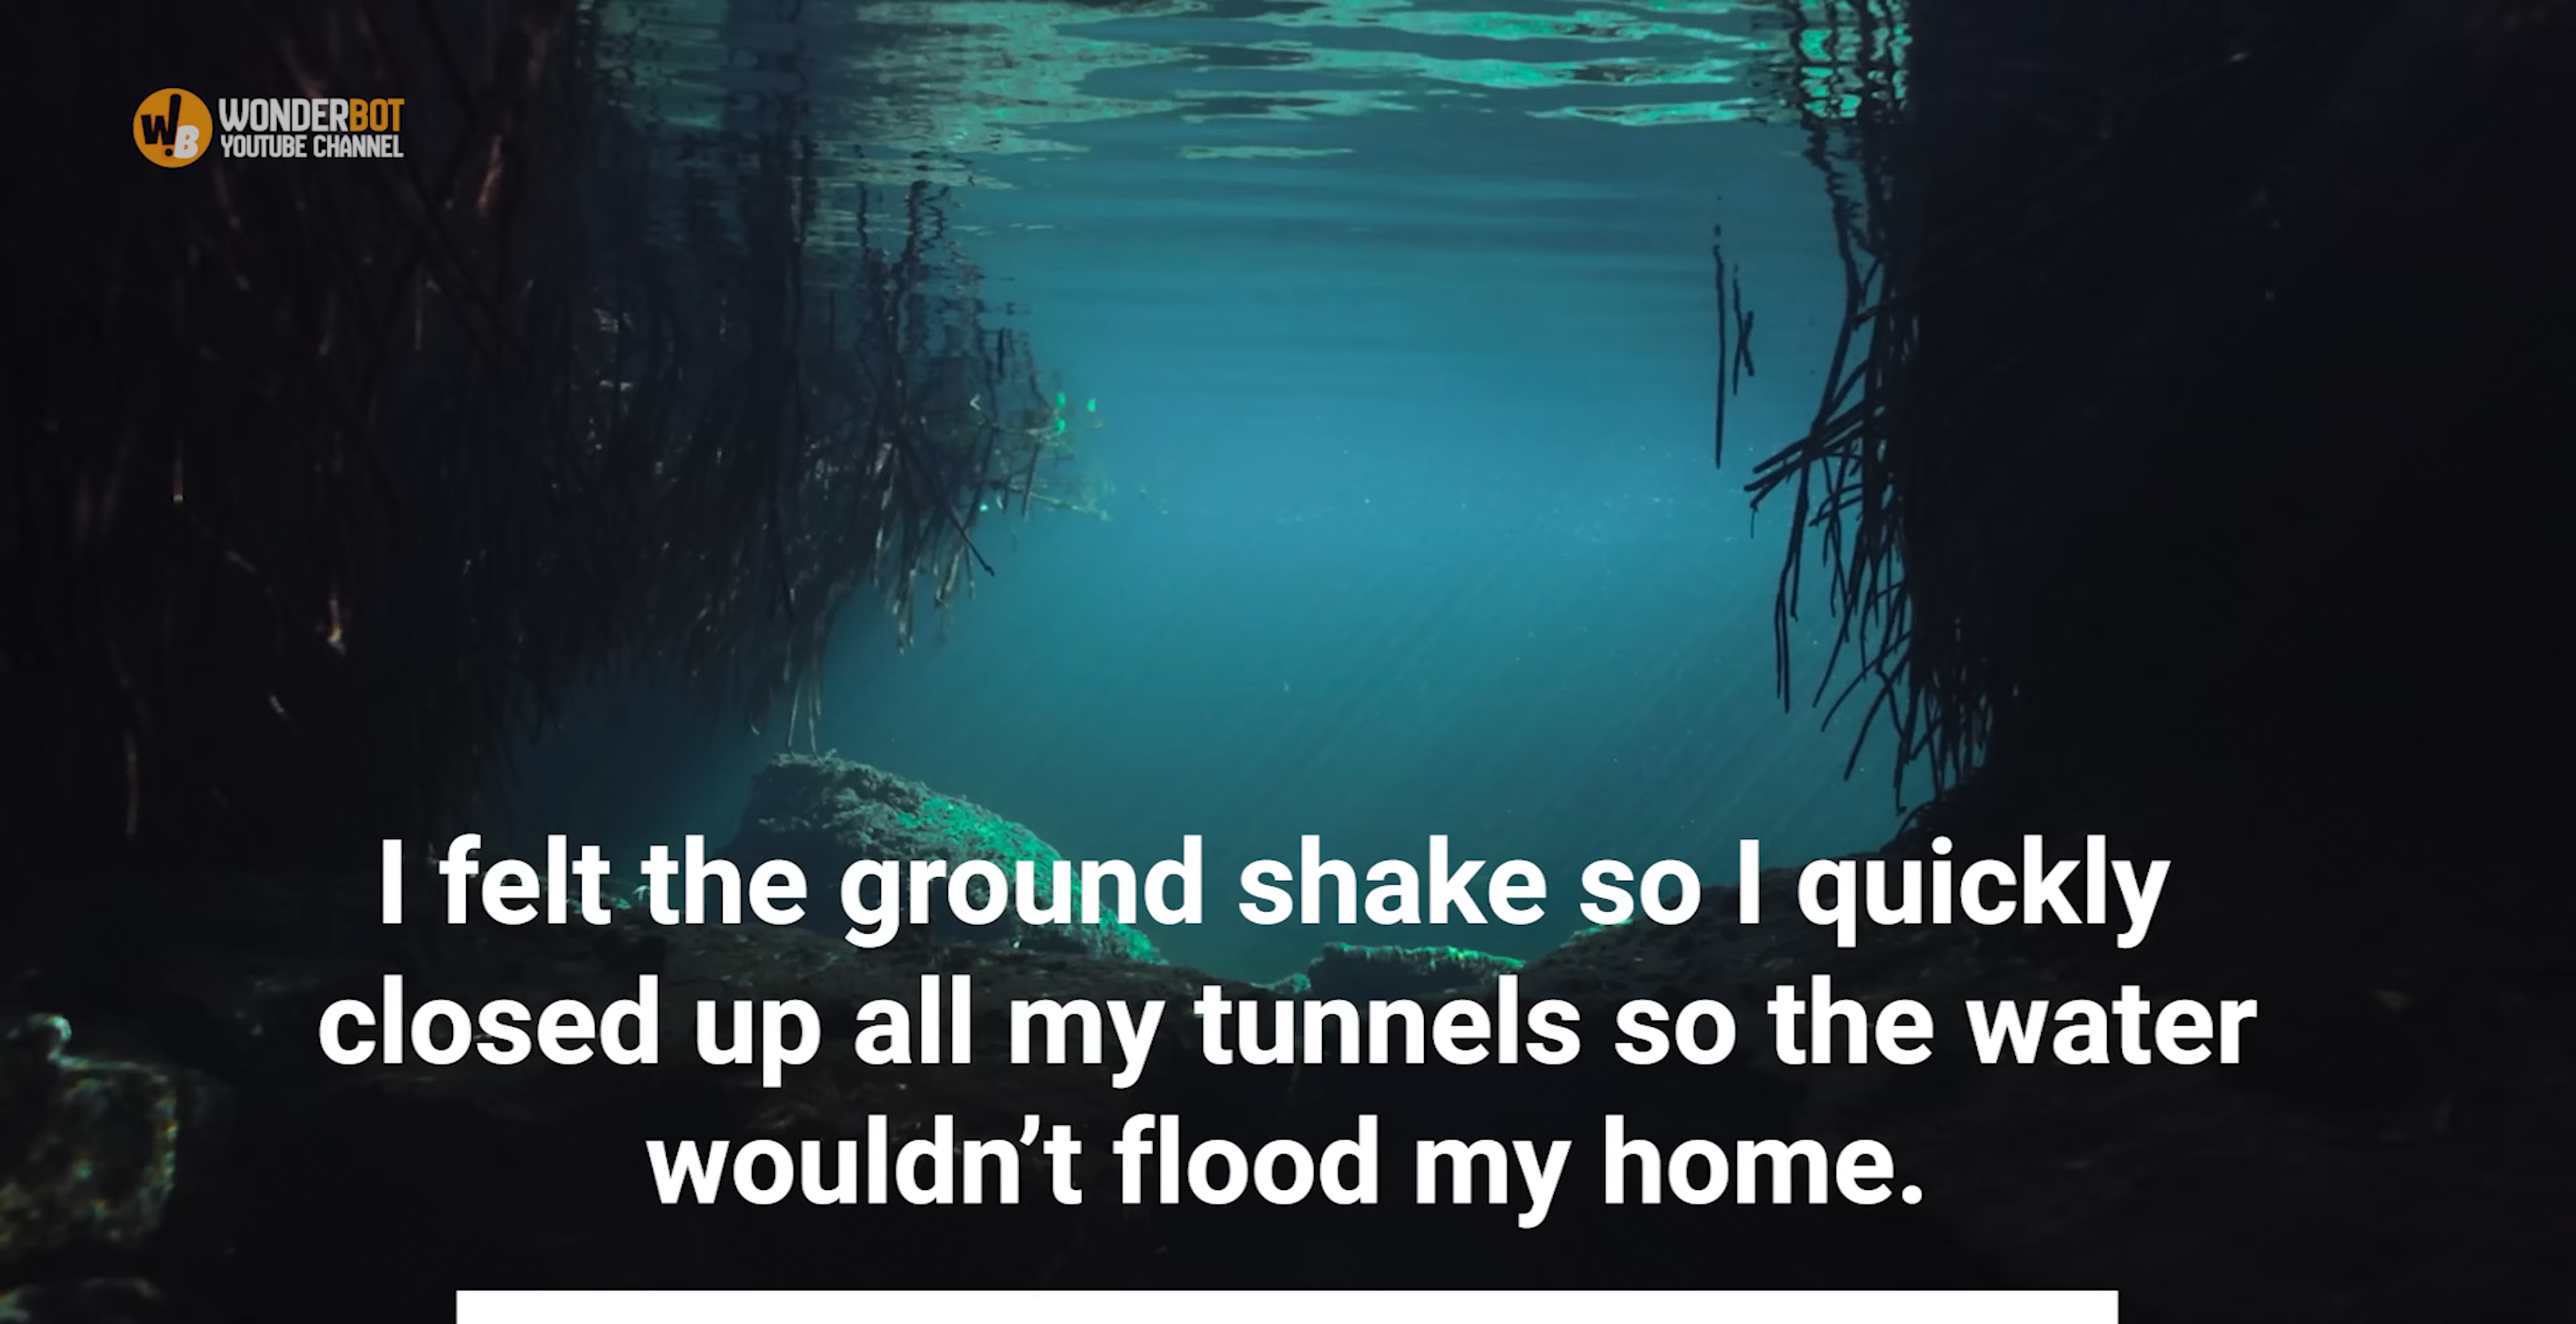 WONDERBOT
YOUTUBE CHANNEL
I felt the ground shake so I quickly
closed up all my tunnels so the water
wouldn’t flood my home.